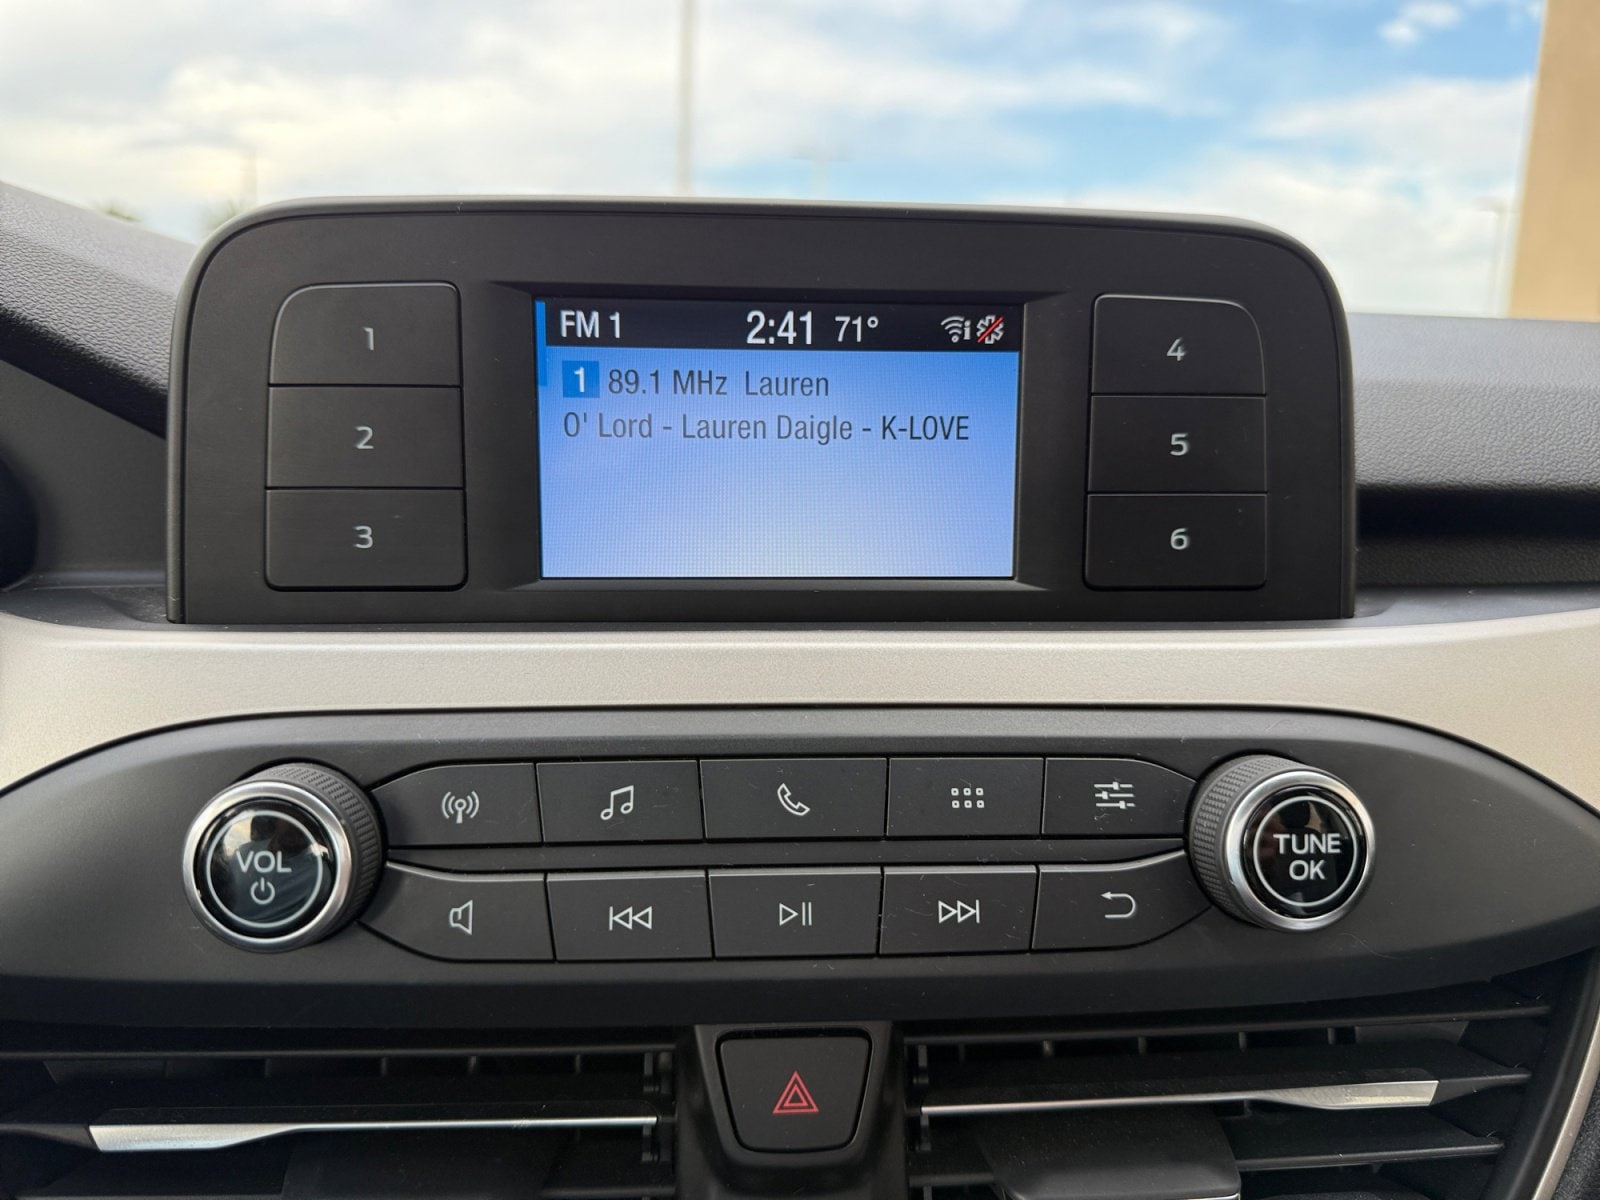 FM 1 2:41 71°
1 89.1 MHz Lauren
O' Lord - Lauren Daigle - K-LOVE
1
2
3
4
5
6
VOL
TUNE
OK